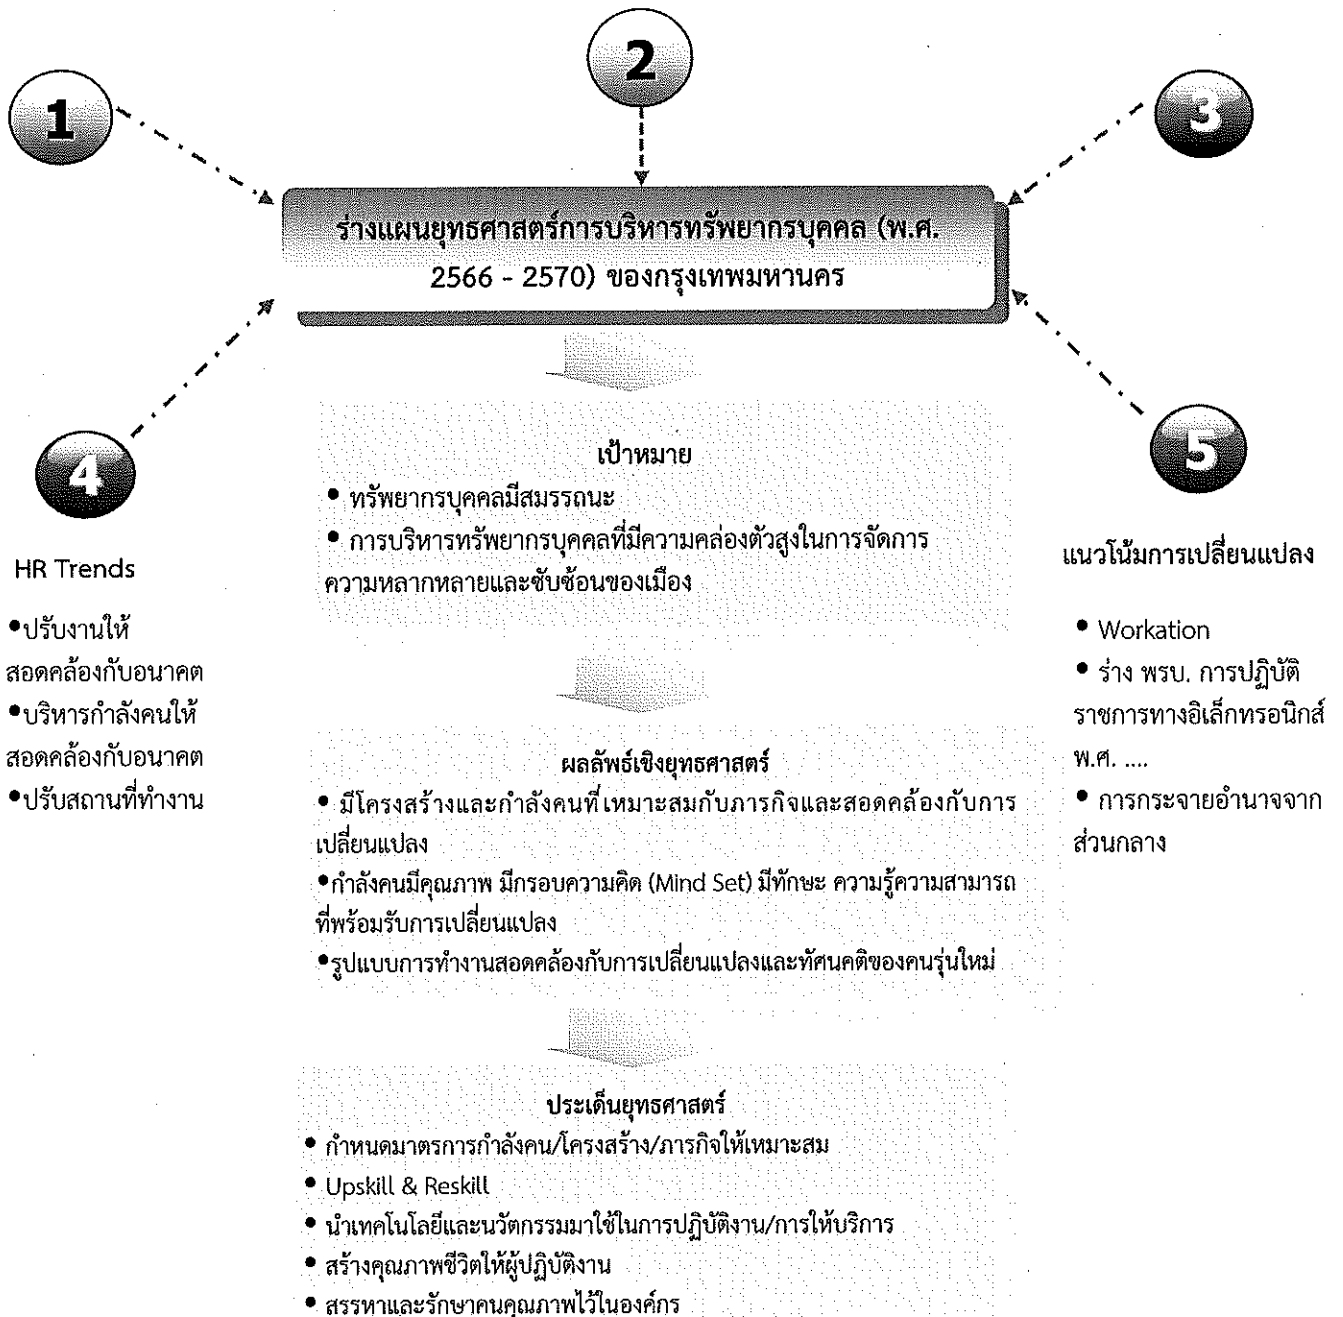 1
2
3
ร่างแผนยุทธศาสตร์การบริหารทรัพยากรบุคคล (พ.ศ.
2566 - 2570) ของกรุงเทพมหานคร
4
HR Trends
•ปรับงานให้
สอดคล้องกับอนาคต
•บริหารกำลังคนให้
สอดคล้องกับอนาคต
•ปรับสถานที่ทำงาน
เป้าหมาย
• ทรัพยากรบุคคลมีสมรรถนะ
• การบริหารทรัพยากรบุคคลที่มีความคล่องตัวสูงในการจัดการ
ความหลากหลายและซับซ้อนของเมือง
5
แนวโน้มการเปลี่ยนแปลง
• Workation
• ร่าง พรบ. การปฏิบัติ
ราชการทางอิเล็กทรอนิกส์
พ.ศ. ....
• การกระจายอำนาจจาก
ส่วนกลาง
ผลลัพธ์เชิงยุทธศาสตร์
• มีโครงสร้างและกำลังคนที่เหมาะสมกับภารกิจและสอดคล้องกับการ
เปลี่ยนแปลง
•กำลังคนมีคุณภาพ มีกรอบความคิด (Mind Set) มีทักษะ ความรู้ความสามารถ
ที่พร้อมรับการเปลี่ยนแปลง
•รูปแบบการทำงานสอดคล้องกับการเปลี่ยนแปลงและทัศนคติของคนรุ่นใหม่
ประเด็นยุทธศาสตร์
• กำหนดมาตรการกำลังคน/โครงสร้าง/ภารกิจให้เหมาะสม
• Upskill & Reskill
• นำเทคโนโลยีและนวัตกรรมมาใช้ในการปฏิบัติงาน/การให้บริการ
• สร้างคุณภาพชีวิตให้ผู้ปฏิบัติงาน
• สรรหาและรักษาคนคุณภาพไว้ในองค์กร